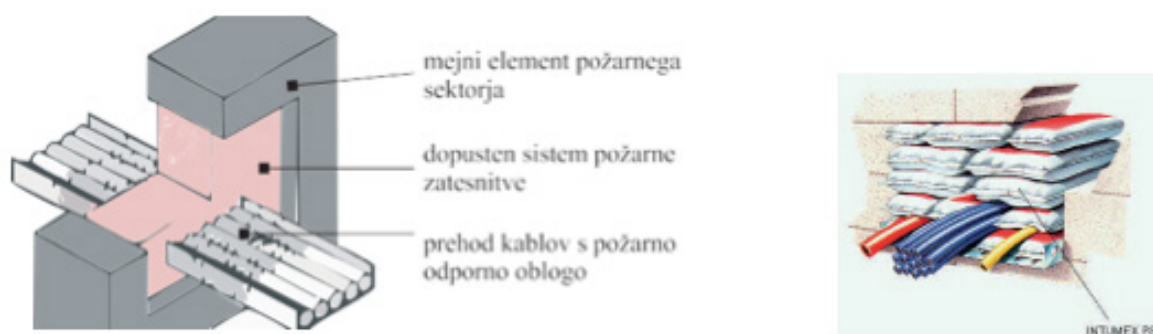 mejni element požarnega
sektorja
dopusten sistem požarne
zatesnitve
prehod kablov s požarno
odporno oblogo
INTUMEX